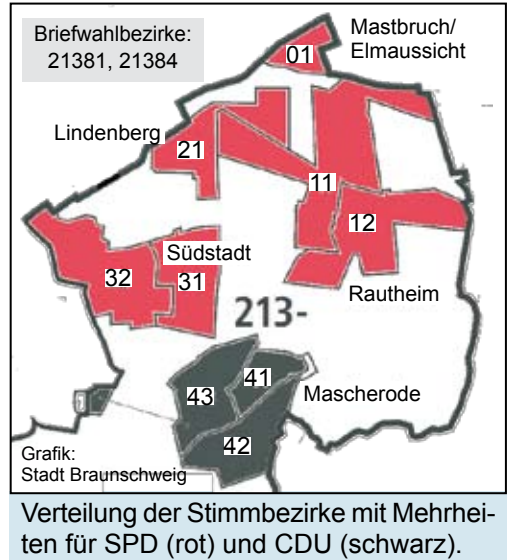 Briefwahlbezirke:
21381, 21384
Mastbruch/
Elmaussicht
01
Lindenberg
21
11
12
Südstadt
32
31
Rautheim
213-
41
43
Mascherode
42
Grafik:
Stadt Braunschweig
Verteilung der Stimmbezirke mit Mehrhei-
ten für SPD (rot) und CDU (schwarz).